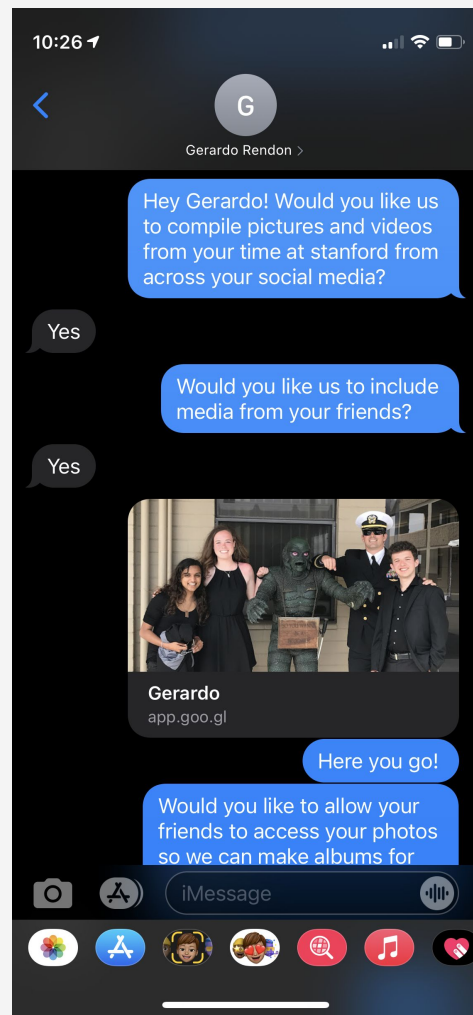 10:26
G
Gerardo Rendon
Hey Gerardo! Would you like us
to compile pictures and videos
from your time at stanford from
across your social media?
Yes
Would you like us to include
media from your friends?
Yes
Gerardo
app.goo.gl
Here you go!
Would you like to allow your
friends to access your photos
so we can make albums for
iMessage